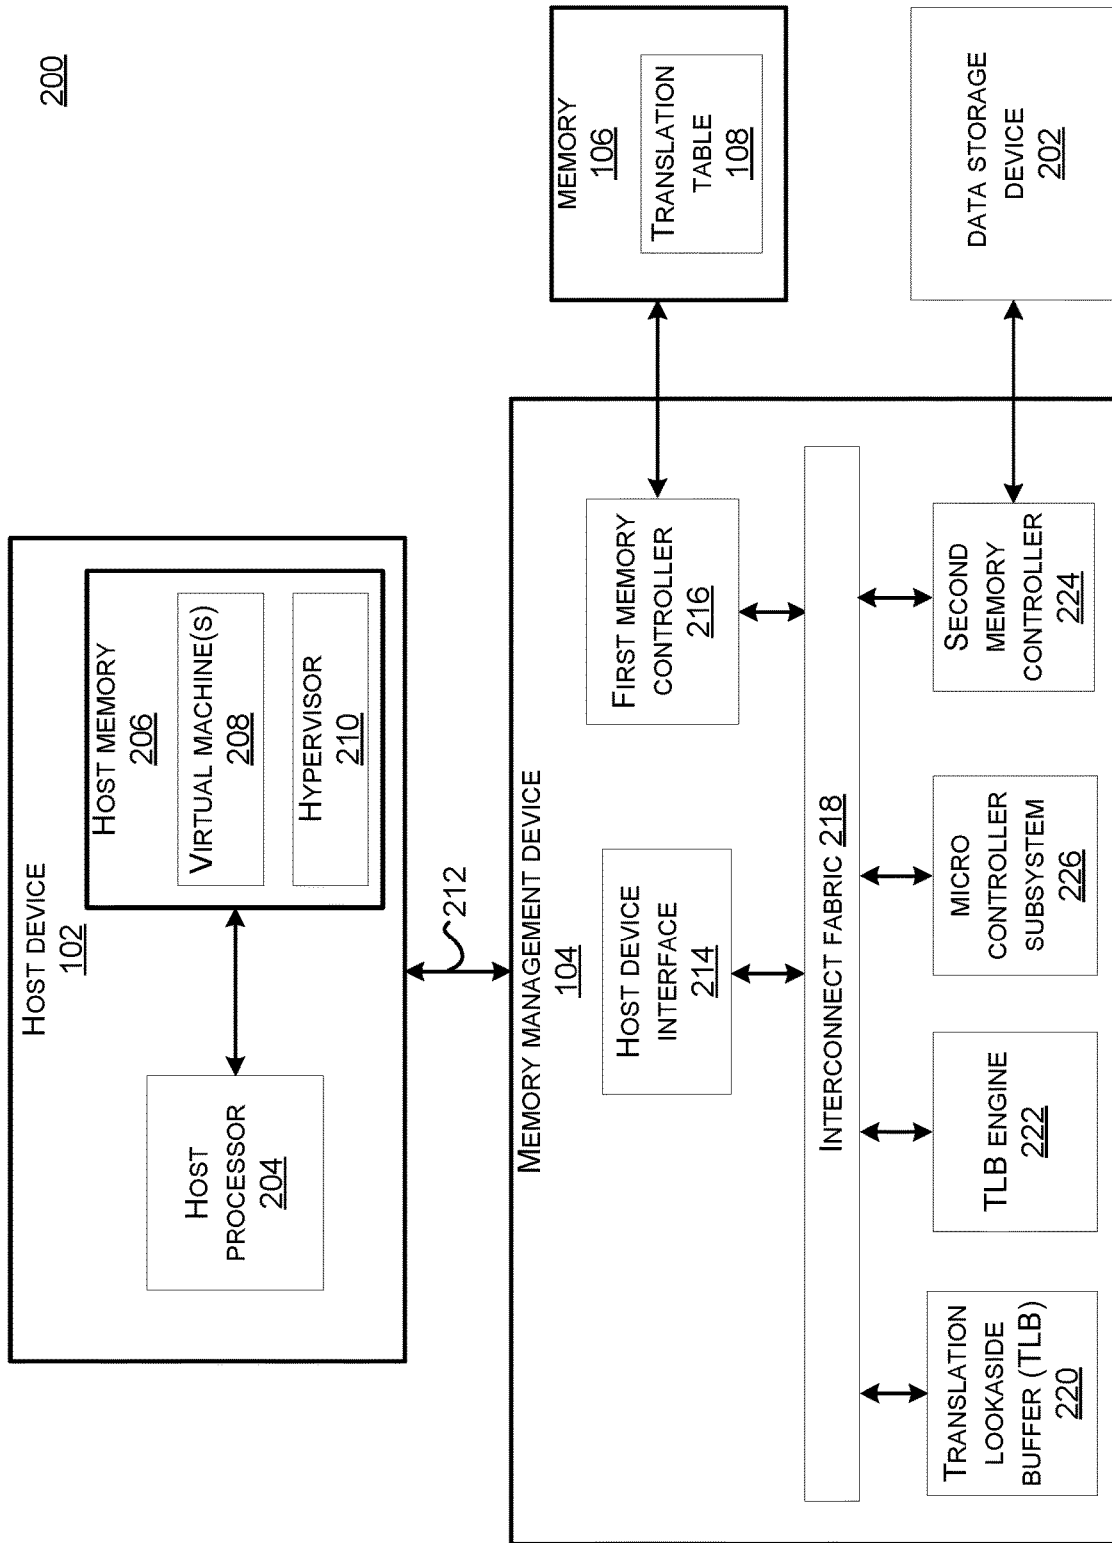 200
HOST DEVICE
102
HOST PROCESSOR
204
HOST MEMORY
206
VIRTUAL MACHINE(S)
208
HYPERVISOR
210
212
MEMORY MANAGEMENT DEVICE
104
HOST DEVICE
INTERFACE
214
FIRST MEMORY
CONTROLLER
216
INTERCONNECT FABRIC 218
TRANSLATION
LOOKASIDE
BUFFER (TLB)
220
TLB ENGINE
222
MICRO
CONTROLLER
SUBSYSTEM
226
SECOND
MEMORY
CONTROLLER
224
MEMORY
106
TRANSLATION
TABLE
108
DATA STORAGE
DEVICE
202